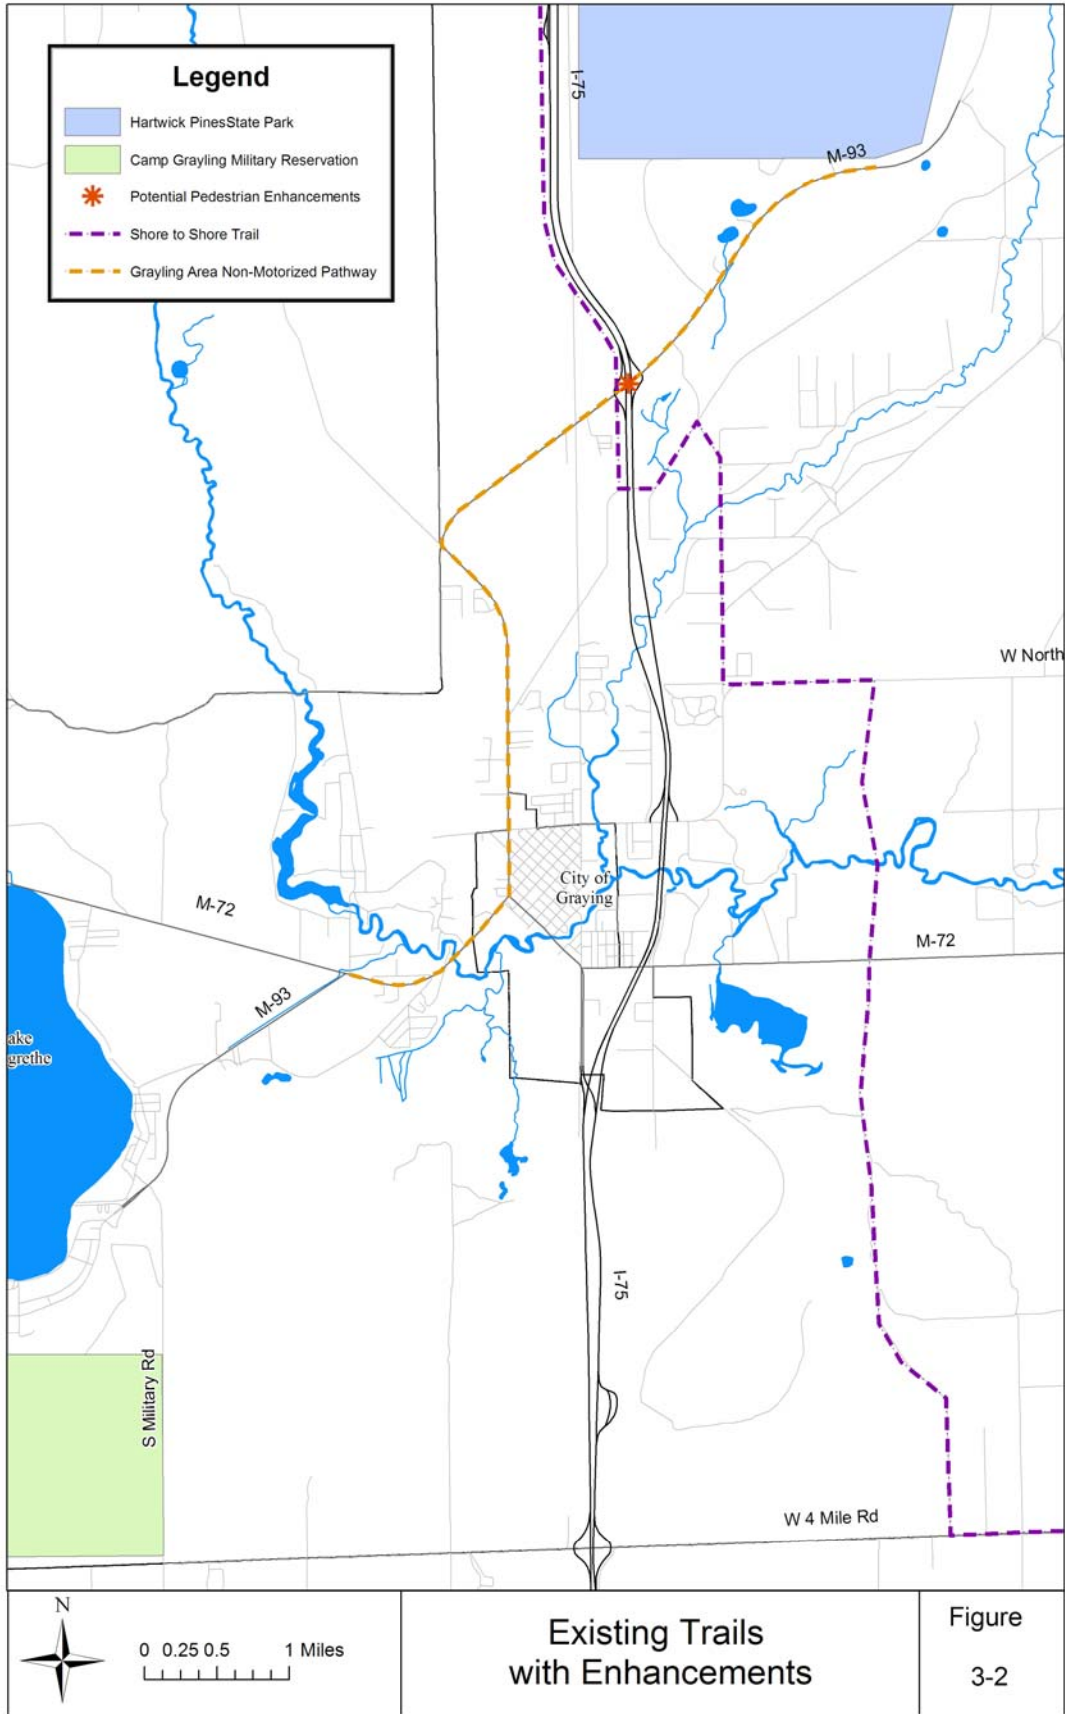 Legend
Hartwick PinesState Park
Camp Grayling Military Reservation
Potential Pedestrian Enhancements
Shore to Shore Trail
Grayling Area Non-Motorized Pathway
I-75
M-93
W North
City of
Graying
M-72
M-72
M-93
ake
grethe
I-75
S Military Rd
W 4 Mile Rd
N
0 0.25 0.5 1 Miles
Existing Trails
with Enhancements
Figure
3-2